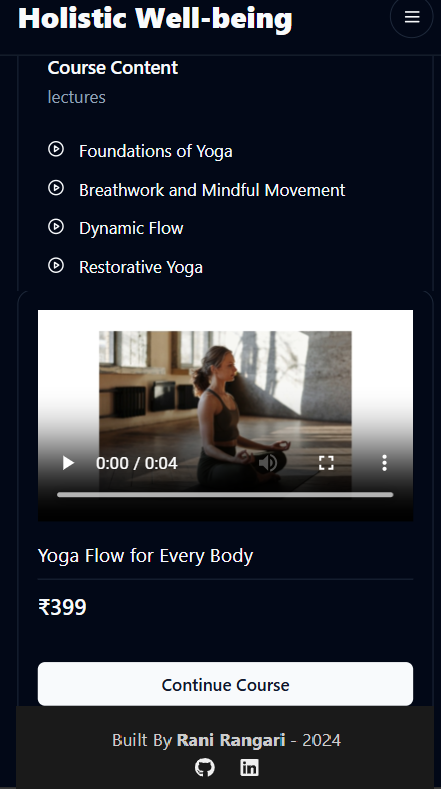 Holistic Well-being
Course Content
lectures
Foundations of Yoga
Breathwork and Mindful Movement
Dynamic Flow
Restorative Yoga
0:00 / 0:04
Yoga Flow for Every Body
₹399
Continue Course
Built By Rani Rangari - 2024